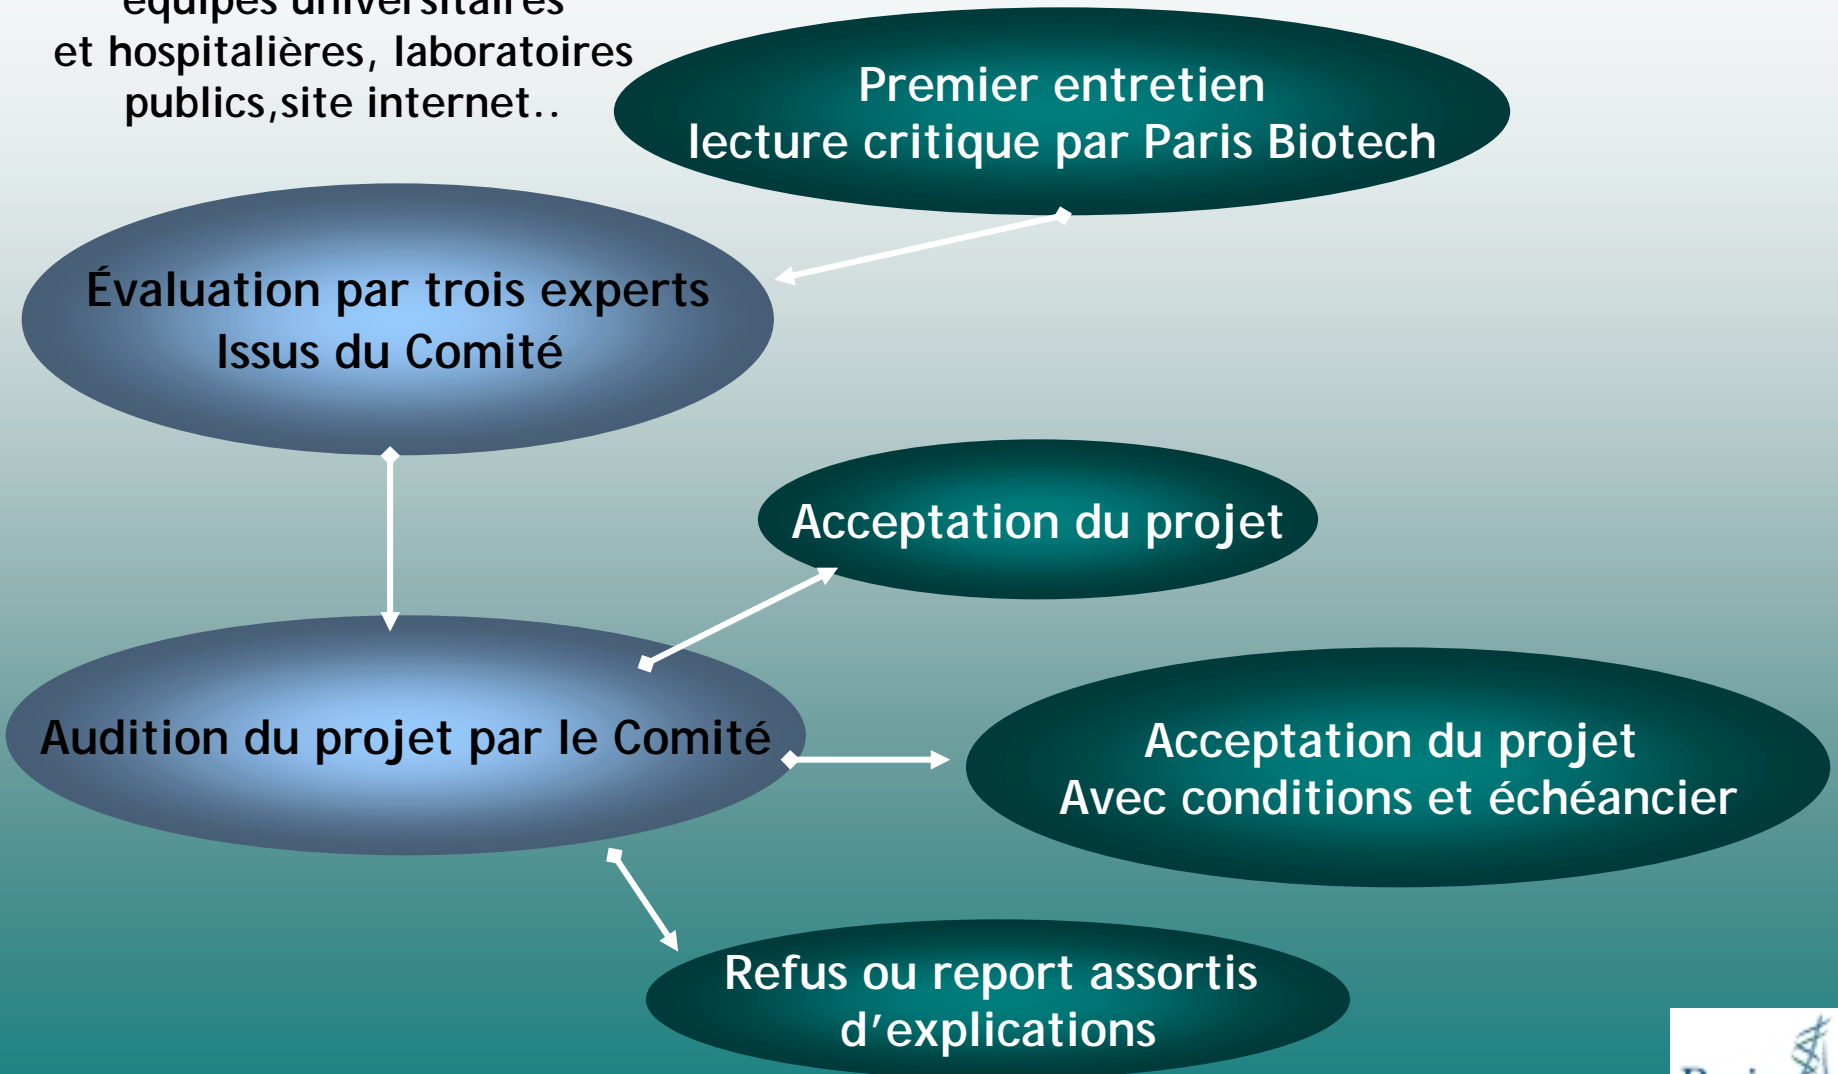 équipes universitaires
et hospitalières, laboratoires
publics,site internet..
Premier entretien
lecture critique par Paris Biotech
Évaluation par trois experts
Issus du Comité
Acceptation du projet
Audition du projet par le Comité
Acceptation du projet
Avec conditions et échéancier
Refus ou report assortis
d’explications